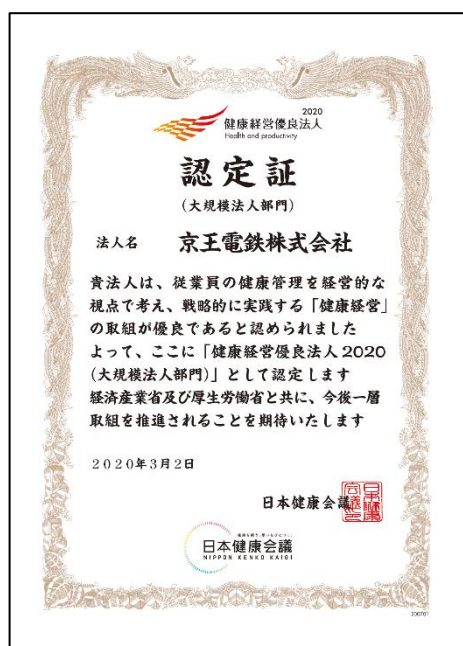 2020
健康経営優良法人
Health and productivity
認定証
(大規模法人部門)
法人名 京王電鉄株式会社
貴法人は、従業員の健康管理を経営的な
視点で考え、戦略的に実践する「健康経営」
の取組が優良であると認められました
よって、ここに「健康経営優良法人2020
(大規模法人部門)」として認定します
経済産業省及び厚生労働省と共に、今後一層
取組を推進されることを期待いたします
2020年3月2日
日本健康会議
日本健康会議
NIPPON KENKO KAIGI
200701